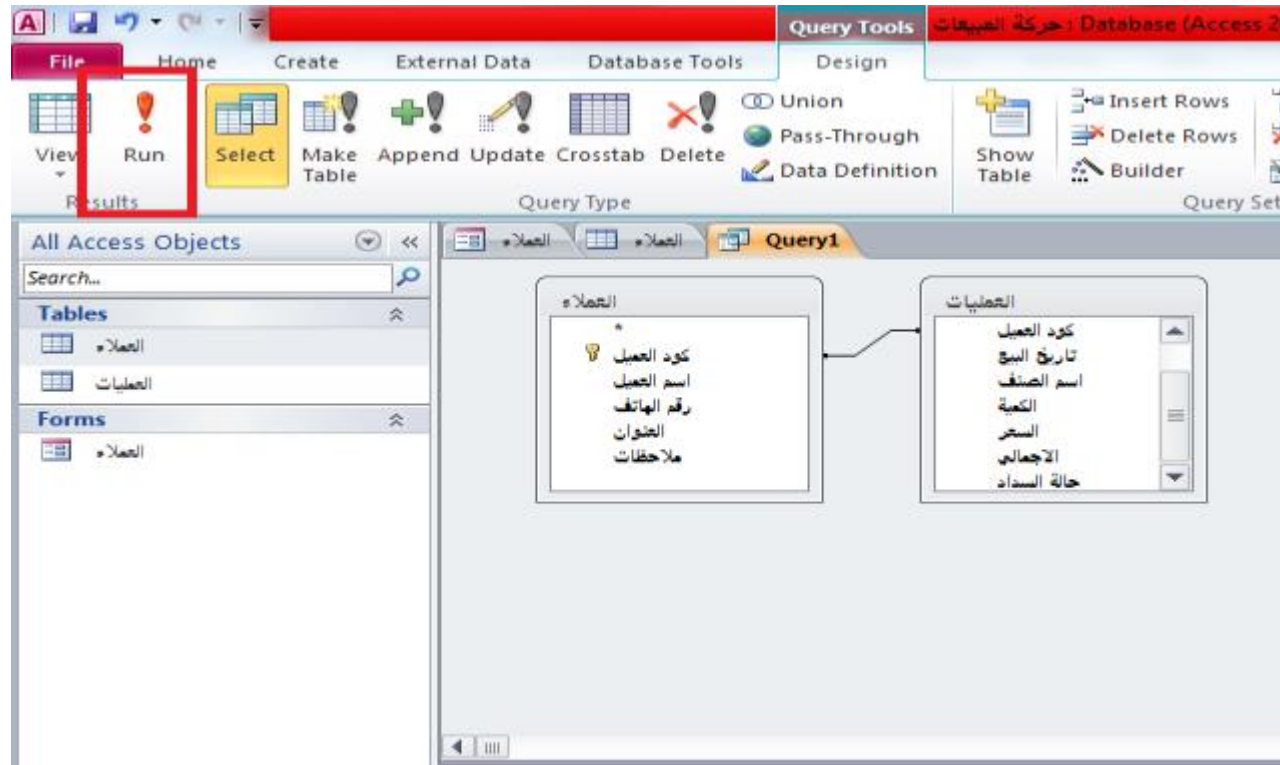 Query Tools حركة المبيعات : Database (Access 2
File Home Create External Data Database Tools Design
View Run Select Make Table Append Update Crosstab Delete
Union
Pass-Through
Data Definition
Show Table
Insert Rows
Delete Rows
Builder
Results Query Type Query Set
All Access Objects
العملاء العملاء Query1
Search...
Tables
العملاء
العمليات
Forms
العملاء
العملاء
*
كود العميل
اسم العميل
رقم الهاتف
العنوان
ملاحظات
العمليات
كود العميل
تاريخ البيع
اسم الصنف
الكمية
السعر
الاجمالي
حالة السداد